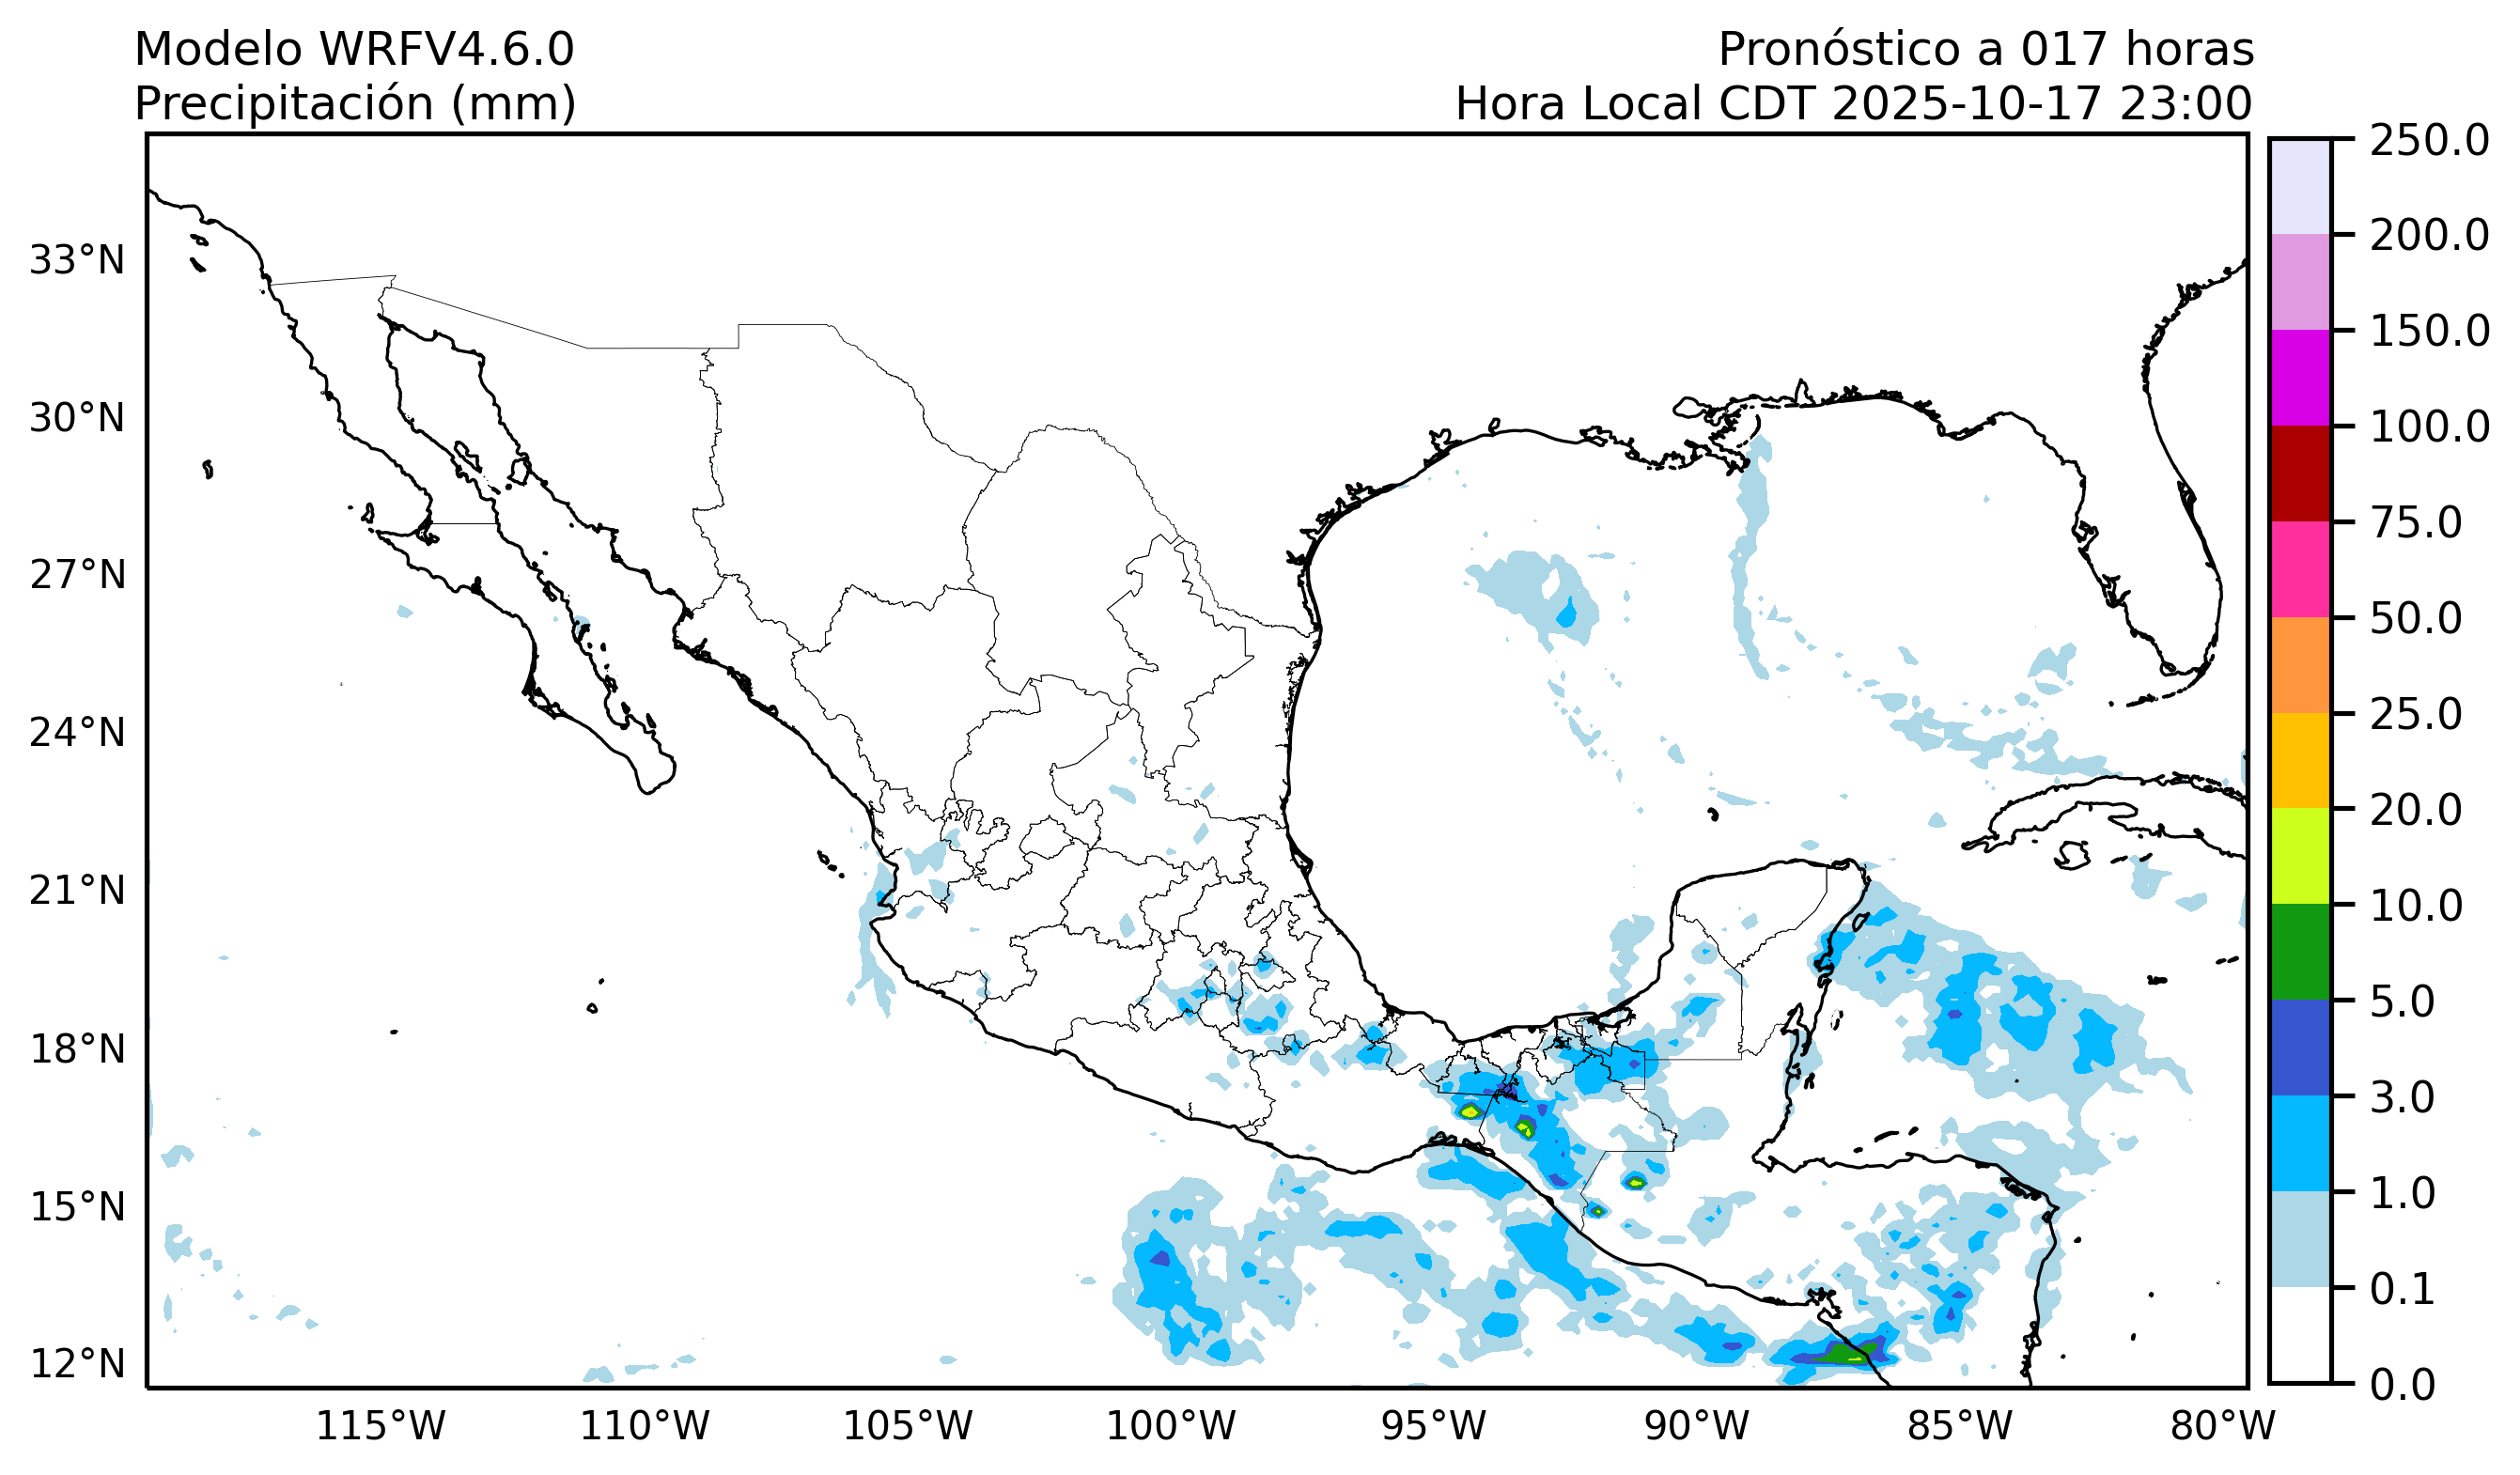 Modelo WRFV4.6.0
Pronóstico a 017 horas
Precipitación (mm)
Hora Local CDT 2025-10-17 23:00
33°N
30°N
27°N
24°N
21°N
18°N
15°N
12°N
115°W
110°W
105°W
100°W
95°W
90°W
85°W
80°W
250.0
200.0
150.0
100.0
75.0
50.0
25.0
20.0
10.0
5.0
3.0
1.0
0.1
0.0